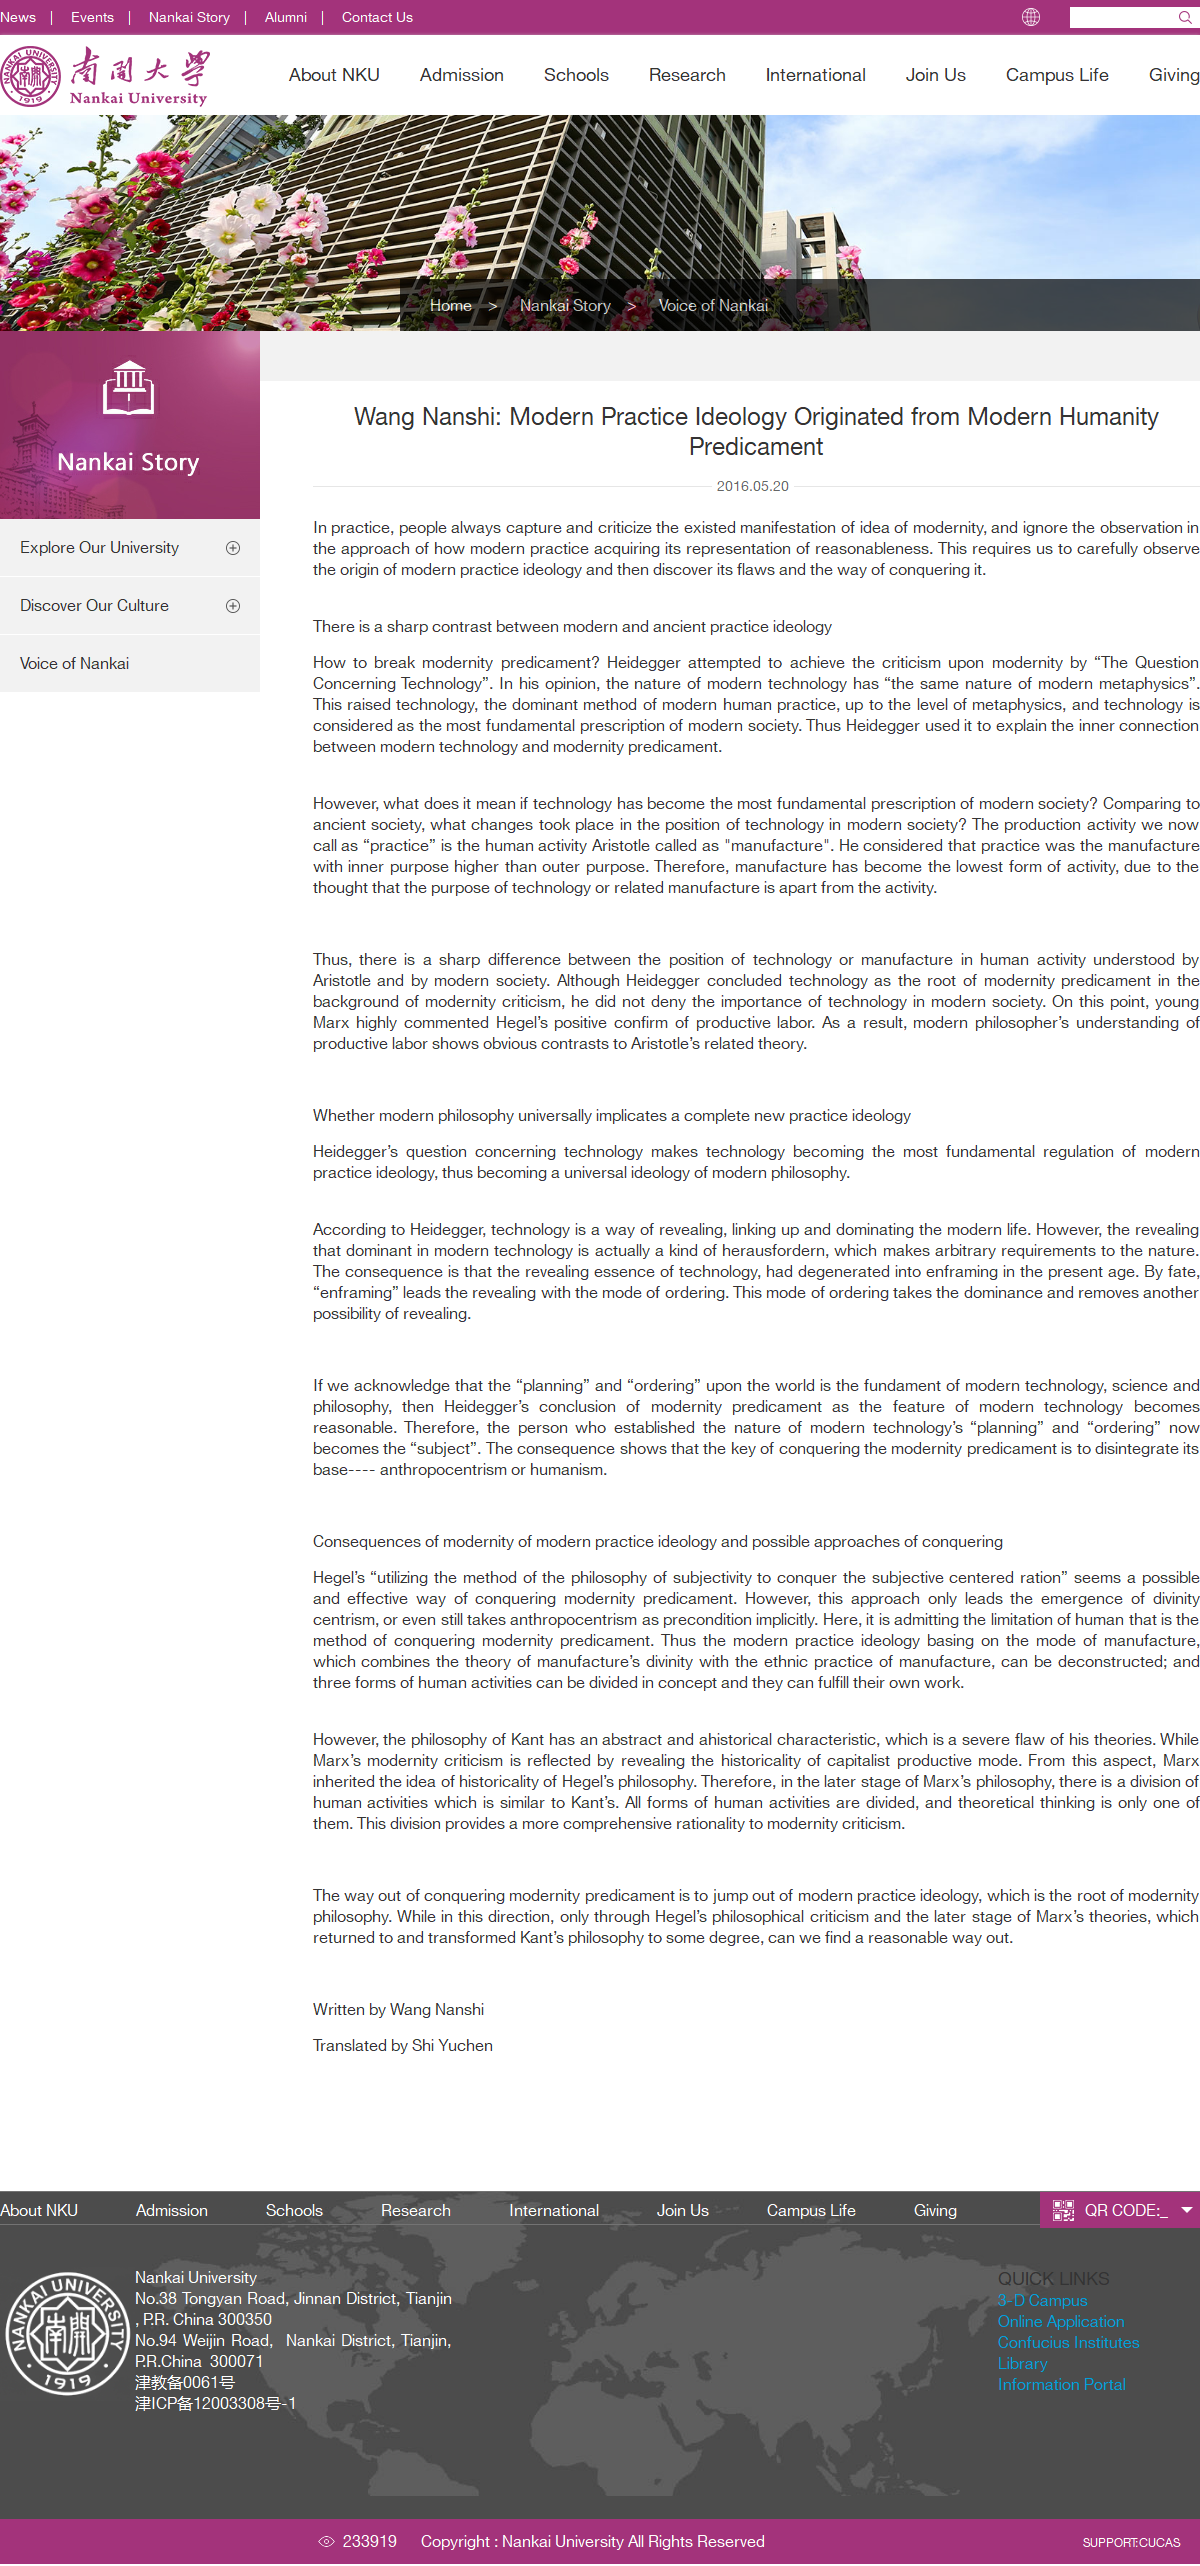 News | Events | Nankai Story | Alumni | Contact Us
NANKAI UNIVERSITY
1919
南開大學
Nankai University
About NKU Admission Schools Research International Join Us Campus Life Giving
Home > Nankai Story > Voice of Nankai
Nankai Story
Explore Our University
Discover Our Culture
Voice of Nankai
Wang Nanshi: Modern Practice Ideology Originated from Modern Humanity
Predicament
2016.05.20
In practice, people always capture and criticize the existed manifestation of idea of modernity, and ignore the observation in
the approach of how modern practice acquiring its representation of reasonableness. This requires us to carefully observe
the origin of modern practice ideology and then discover its flaws and the way of conquering it.
There is a sharp contrast between modern and ancient practice ideology
How to break modernity predicament? Heidegger attempted to achieve the criticism upon modernity by “The Question
Concerning Technology”. In his opinion, the nature of modern technology has “the same nature of modern metaphysics”.
This raised technology, the dominant method of modern human practice, up to the level of metaphysics, and technology is
considered as the most fundamental prescription of modern society. Thus Heidegger used it to explain the inner connection
between modern technology and modernity predicament.
However, what does it mean if technology has become the most fundamental prescription of modern society? Comparing to
ancient society, what changes took place in the position of technology in modern society? The production activity we now
call as “practice” is the human activity Aristotle called as "manufacture". He considered that practice was the manufacture
with inner purpose higher than outer purpose. Therefore, manufacture has become the lowest form of activity, due to the
thought that the purpose of technology or related manufacture is apart from the activity.
Thus, there is a sharp difference between the position of technology or manufacture in human activity understood by
Aristotle and by modern society. Although Heidegger concluded technology as the root of modernity predicament in the
background of modernity criticism, he did not deny the importance of technology in modern society. On this point, young
Marx highly commented Hegel’s positive confirm of productive labor. As a result, modern philosopher’s understanding of
productive labor shows obvious contrasts to Aristotle’s related theory.
Whether modern philosophy universally implicates a complete new practice ideology
Heidegger’s question concerning technology makes technology becoming the most fundamental regulation of modern
practice ideology, thus becoming a universal ideology of modern philosophy.
According to Heidegger, technology is a way of revealing, linking up and dominating the modern life. However, the revealing
that dominant in modern technology is actually a kind of herausfordern, which makes arbitrary requirements to the nature.
The consequence is that the revealing essence of technology, had degenerated into enframing in the present age. By fate,
“enframing” leads the revealing with the mode of ordering. This mode of ordering takes the dominance and removes another
possibility of revealing.
If we acknowledge that the “planning” and “ordering” upon the world is the fundament of modern technology, science and
philosophy, then Heidegger’s conclusion of modernity predicament as the feature of modern technology becomes
reasonable. Therefore, the person who established the nature of modern technology’s “planning” and “ordering” now
becomes the “subject”. The consequence shows that the key of conquering the modernity predicament is to disintegrate its
base---- anthropocentrism or humanism.
Consequences of modernity of modern practice ideology and possible approaches of conquering
Hegel’s “utilizing the method of the philosophy of subjectivity to conquer the subjective centered ration” seems a possible
and effective way of conquering modernity predicament. However, this approach only leads the emergence of divinity
centrism, or even still takes anthropocentrism as precondition implicitly. Here, it is admitting the limitation of human that is the
method of conquering modernity predicament. Thus the modern practice ideology basing on the mode of manufacture,
which combines the theory of manufacture’s divinity with the ethnic practice of manufacture, can be deconstructed; and
three forms of human activities can be divided in concept and they can fulfill their own work.
However, the philosophy of Kant has an abstract and ahistorical characteristic, which is a severe flaw of his theories. While
Marx’s modernity criticism is reflected by revealing the historicality of capitalist productive mode. From this aspect, Marx
inherited the idea of historicality of Hegel’s philosophy. Therefore, in the later stage of Marx’s philosophy, there is a division of
human activities which is similar to Kant’s. All forms of human activities are divided, and theoretical thinking is only one of
them. This division provides a more comprehensive rationality to modernity criticism.
The way out of conquering modernity predicament is to jump out of modern practice ideology, which is the root of modernity
philosophy. While in this direction, only through Hegel’s philosophical criticism and the later stage of Marx’s theories, which
returned to and transformed Kant’s philosophy to some degree, can we find a reasonable way out.
Written by Wang Nanshi
Translated by Shi Yuchen
About NKU Admission Schools Research International Join Us Campus Life Giving QR CODE:_
NANKAI UNIVERSITY
南開
1919
Nankai University
No.38 Tongyan Road, Jinnan District, Tianjin
, P.R. China 300350
No.94 Weijin Road, Nankai District, Tianjin,
P.R.China 300071
津教备0061号
津ICP备12003308号-1
QUICK LINKS
3-D Campus
Online Application
Confucius Institutes
Library
Information Portal
233919 Copyright : Nankai University All Rights Reserved
SUPPORT:CUCAS